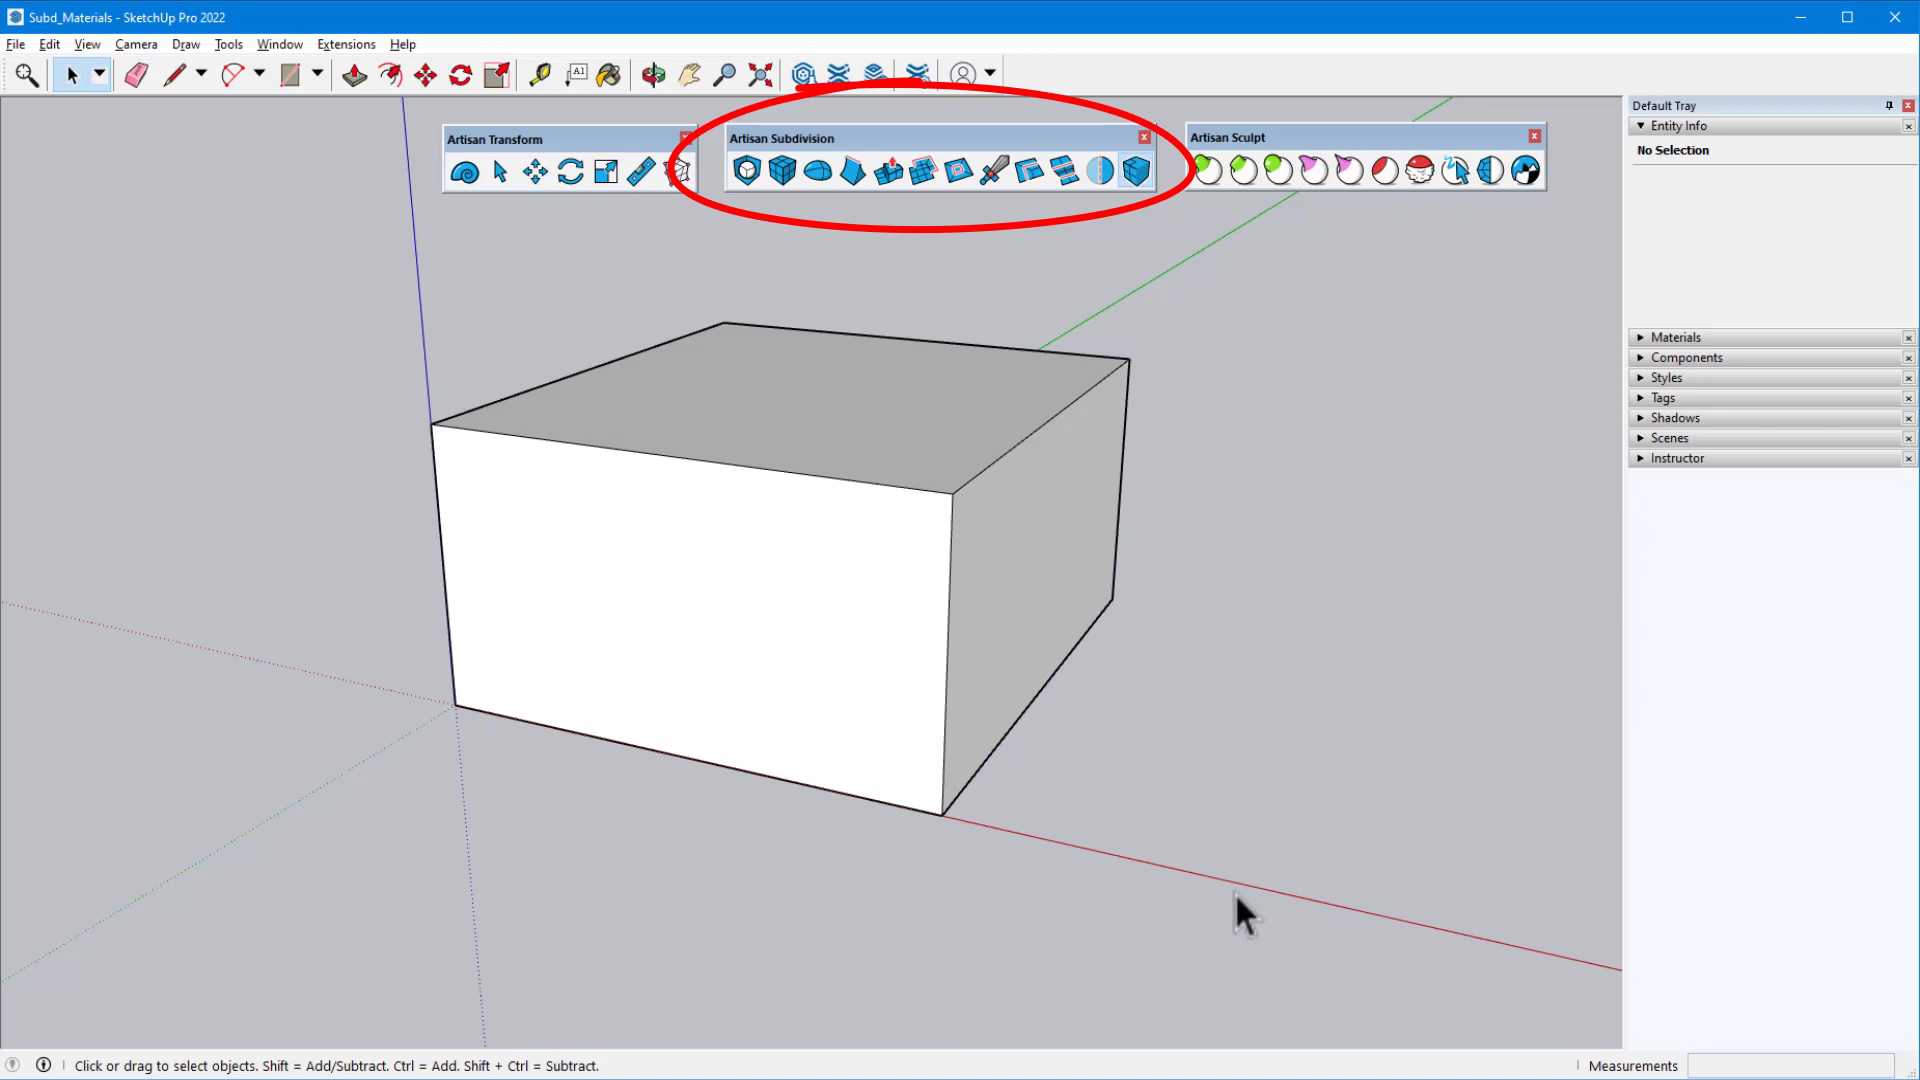 Subd_Materials - SketchUp Pro 2022
File Edit View Camera Draw Tools Window Extensions Help
A1
Artisan Transform
Artisan Subdivision
Artisan Sculpt
Default Tray
Entity Info
No Selection
Materials
Components
Styles
Tags
Shadows
Scenes
Instructor
Click or drag to select objects. Shift = Add/Subtract. Ctrl = Add. Shift + Ctrl = Subtract.
Measurements